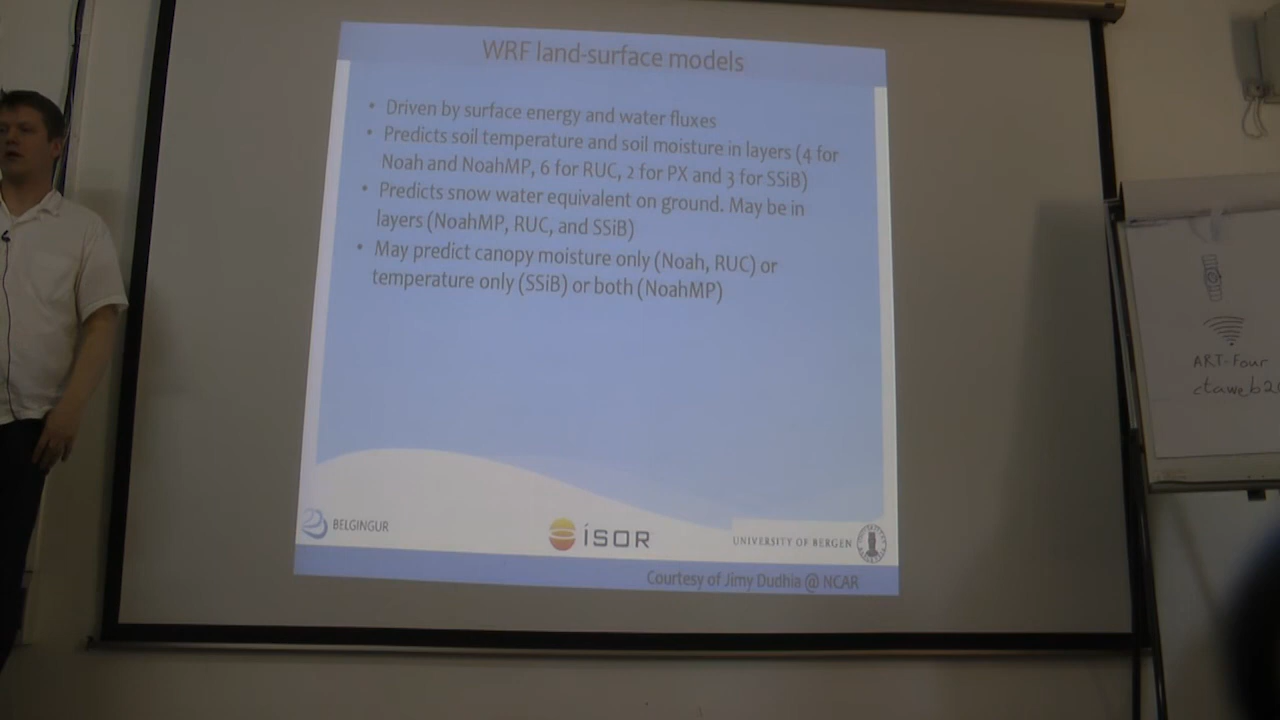 WRF land-surface models
• Driven by surface energy and water fluxes
• Predicts soil temperature and soil moisture in layers (4 for
Noah and NoahMP, 6 for RUC, 2 for PX and 3 for SSiB)
• Predicts snow water equivalent on ground. May be in
layers (NoahMP, RUC, and SSiB)
• May predict canopy moisture only (Noah, RUC) or
temperature only (SSiB) or both (NoahMP)
BELGINGUR
ÍSOR
UNIVERSITY OF BERGEN
Courtesy of Jimy Dudhia @ NCAR
ART-Four